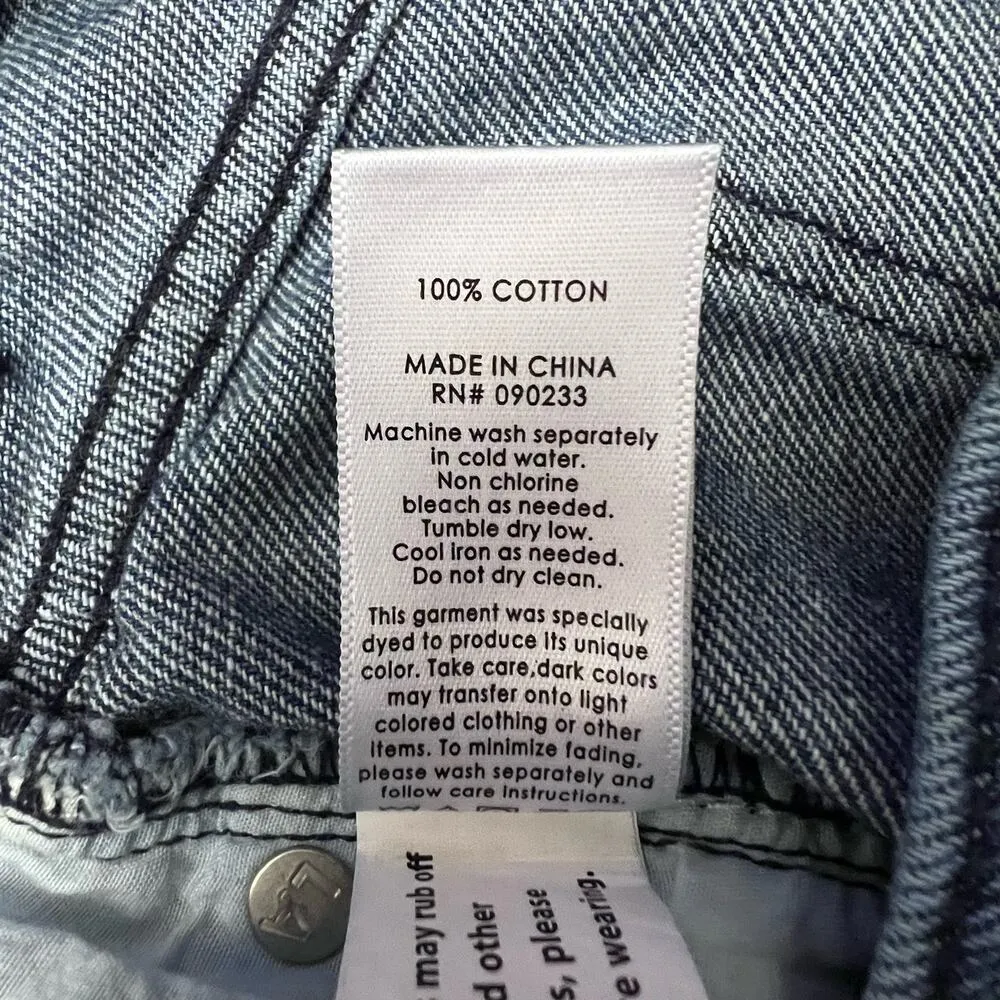 100% COTTON
MADE IN CHINA
RN# 090233
Machine wash separately
in cold water.
Non chlorine
bleach as needed.
Tumble dry low.
Cool Iron as needed.
Do not dry clean.
This garment was specially
dyed to produce Its unique
color. Take care,dark colors
may transfer onto light
colored clothing or other
Items. To minimize fading,
please wash separately and
follow care Instructions.
may rub off
other
please
wearing.